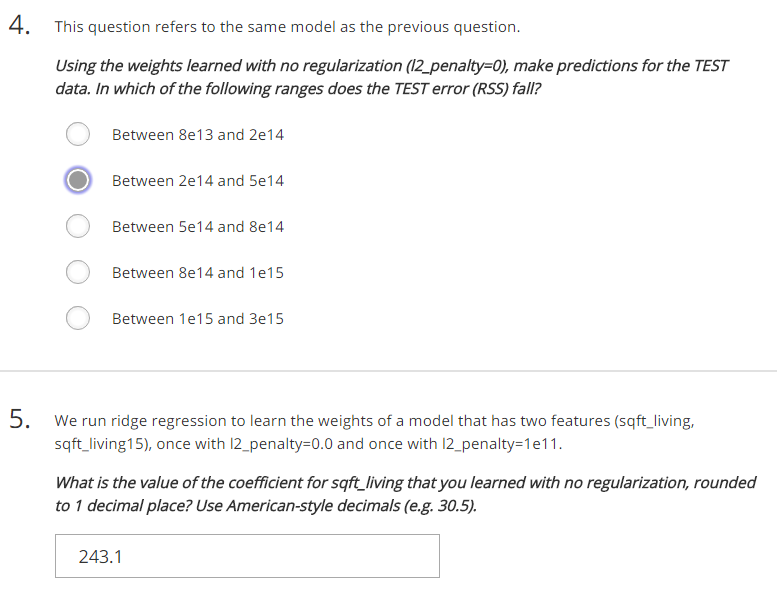 4. This question refers to the same model as the previous question.
Using the weights learned with no regularization (l2_penalty=0), make predictions for the TEST
data. In which of the following ranges does the TEST error (RSS) fall?
Between 8e13 and 2e14
Between 2e14 and 5e14
Between 5e14 and 8e14
Between 8e14 and 1e15
Between 1e15 and 3e15
5. We run ridge regression to learn the weights of a model that has two features (sqft_living,
sqft_living15), once with l2_penalty=0.0 and once with l2_penalty=1e11.
What is the value of the coefficient for sqft_living that you learned with no regularization, rounded
to 1 decimal place? Use American-style decimals (e.g. 30.5).
243.1